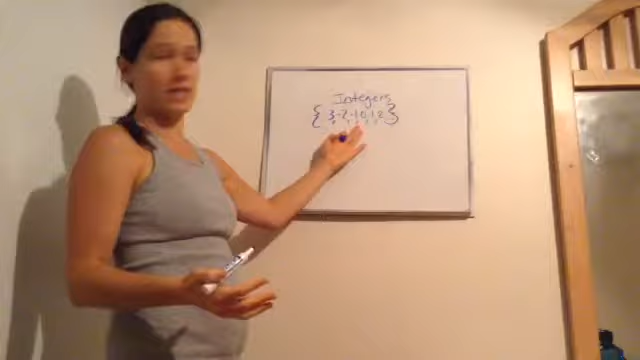 Integers
{ 3, -2, -1, 0, 1, 2 }